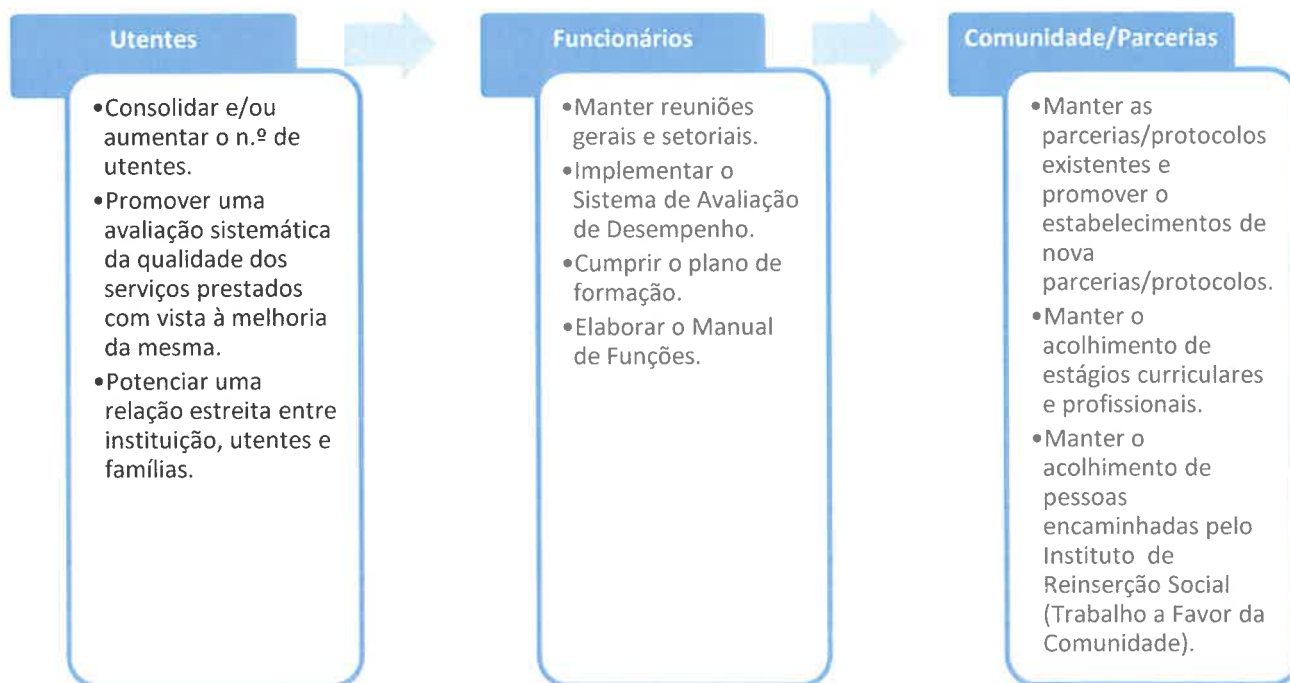 Utentes
•Consolidar e/ou
aumentar o n.º de
utentes.
•Promover uma
avaliação sistemática
da qualidade dos
serviços prestados
com vista à melhoria
da mesma.
•Potenciar uma
relação estreita entre
instituição, utentes e
famílias.
Funcionários
•Manter reuniões
gerais e setoriais.
•Implementar o
Sistema de Avaliação
de Desempenho.
•Cumprir o plano de
formação.
•Elaborar o Manual
de Funções.
Comunidade/Parcerias
•Manter as
parcerias/protocolos
existentes e
promover o
estabelecimentos de
nova
parcerias/protocolos.
•Manter o
acolhimento de
estágios curriculares
e profissionais.
•Manter o
acolhimento de
pessoas
encaminhadas pelo
Instituto de
Reinserção Social
(Trabalho a Favor da
Comunidade).